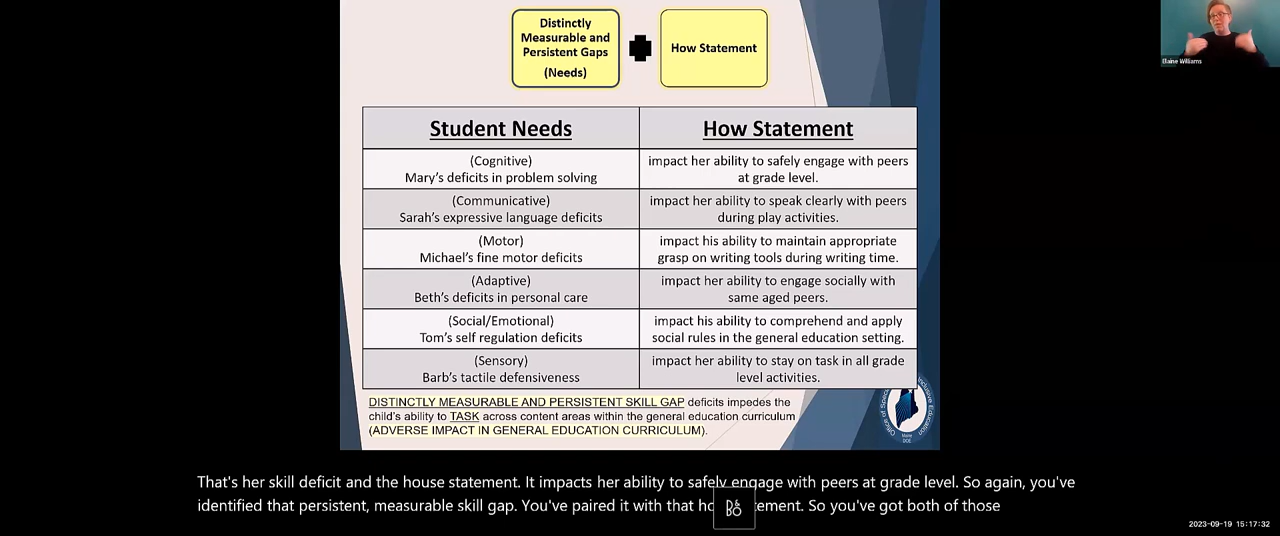 Distinctly
Measurable and
Persistent Gaps
(Needs)
How Statement
Elaine Williams
Student Needs
How Statement
(Cognitive)
Mary's deficits in problem solving
impact her ability to safely engage with peers
at grade level.
(Communicative)
Sarah's expressive language deficits
impact her ability to speak clearly with peers
during play activities.
(Motor)
Michael's fine motor deficits
impact his ability to maintain appropriate
grasp on writing tools during writing time.
(Adaptive)
Beth's deficits in personal care
impact her ability to engage socially with
same aged peers.
(Social/Emotional)
Tom's self regulation deficits
impact his ability to comprehend and apply
social rules in the general education setting.
(Sensory)
Barb's tactile defensiveness
impact her ability to stay on task in all grade
level activities.
DISTINCTLY MEASURABLE AND PERSISTENT SKILL GAP deficits impedes the
child's ability to TASK across content areas within the general education curriculum
(ADVERSE IMPACT IN GENERAL EDUCATION CURRICULUM).
Maine
DOE
That's her skill deficit and the house statement. It impacts her ability to safely engage with peers at grade level. So again, you've
identified that persistent, measurable skill gap. You've paired it with that ho tement. So you've got both of those
2023-09-19 15:17:32